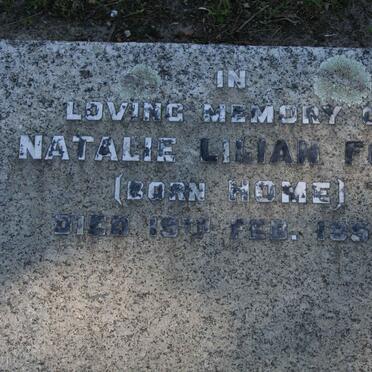 IN
LOVING MEMORY
NATALIE LILIAN
(BORN HOME)
DIED 19TH FEB.